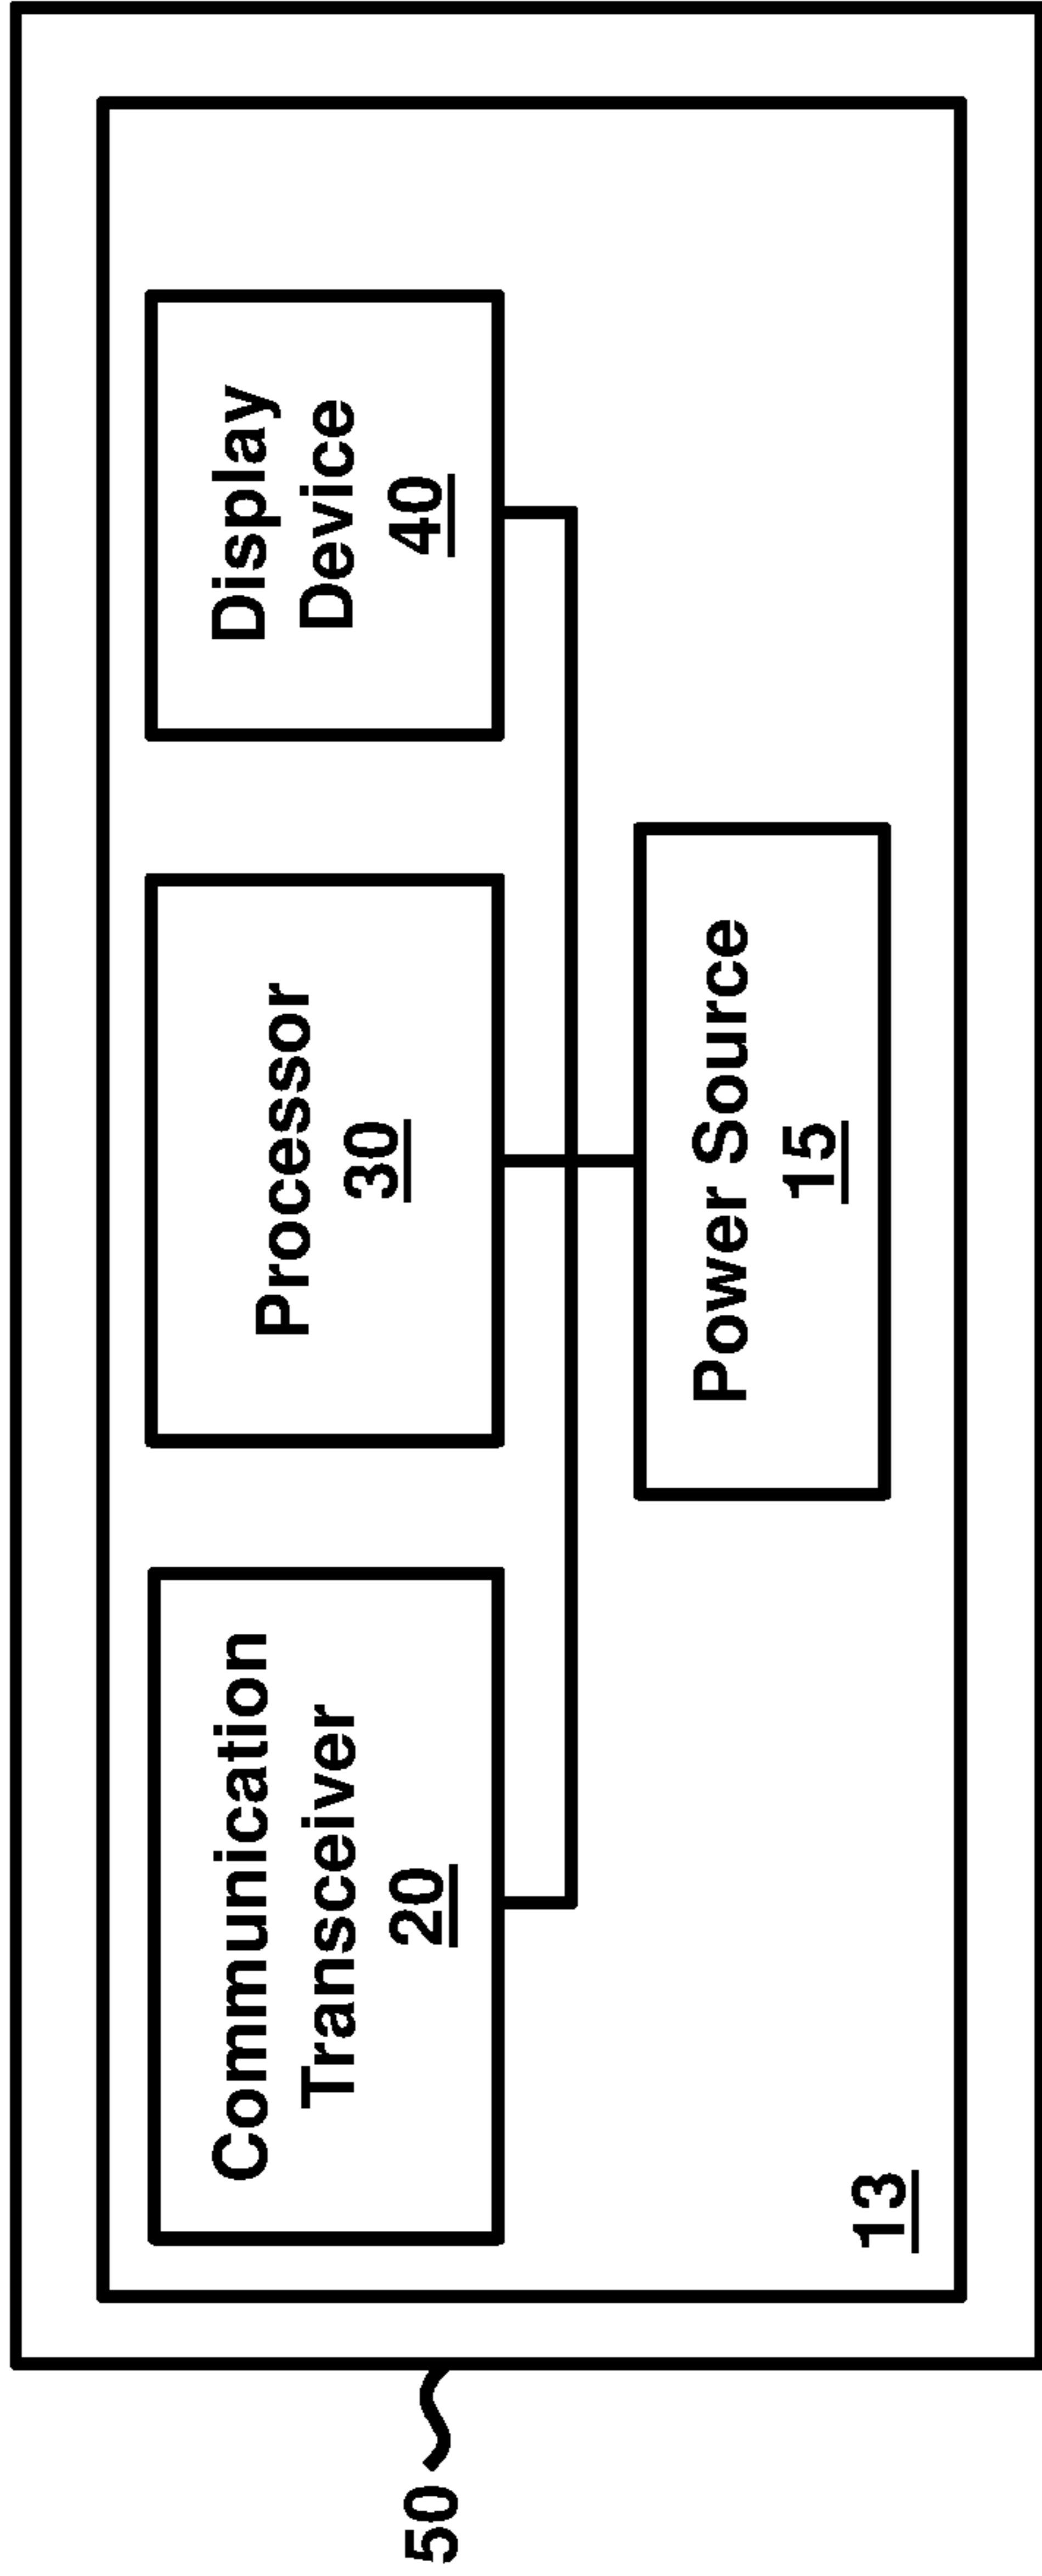 Communication
Transceiver
20
Processor
30
Display
Device
40
Power Source
15
13
50